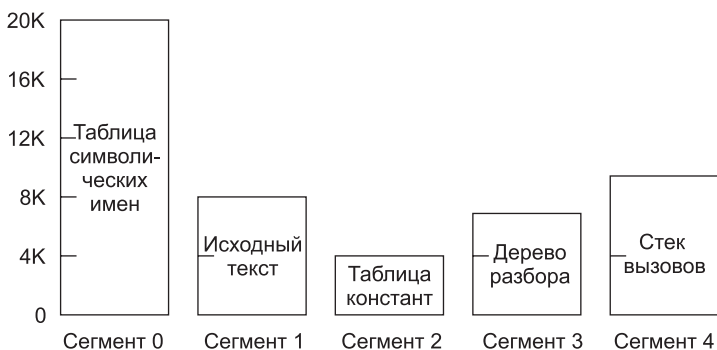 20K
16K
12K
8K
4K
0
Таблица
символи-
ческих
имен
Исходный
текст
Таблица
констант
Дерево
разбора
Стек
вызовов
Сегмент 0
Сегмент 1
Сегмент 2
Сегмент 3
Сегмент 4